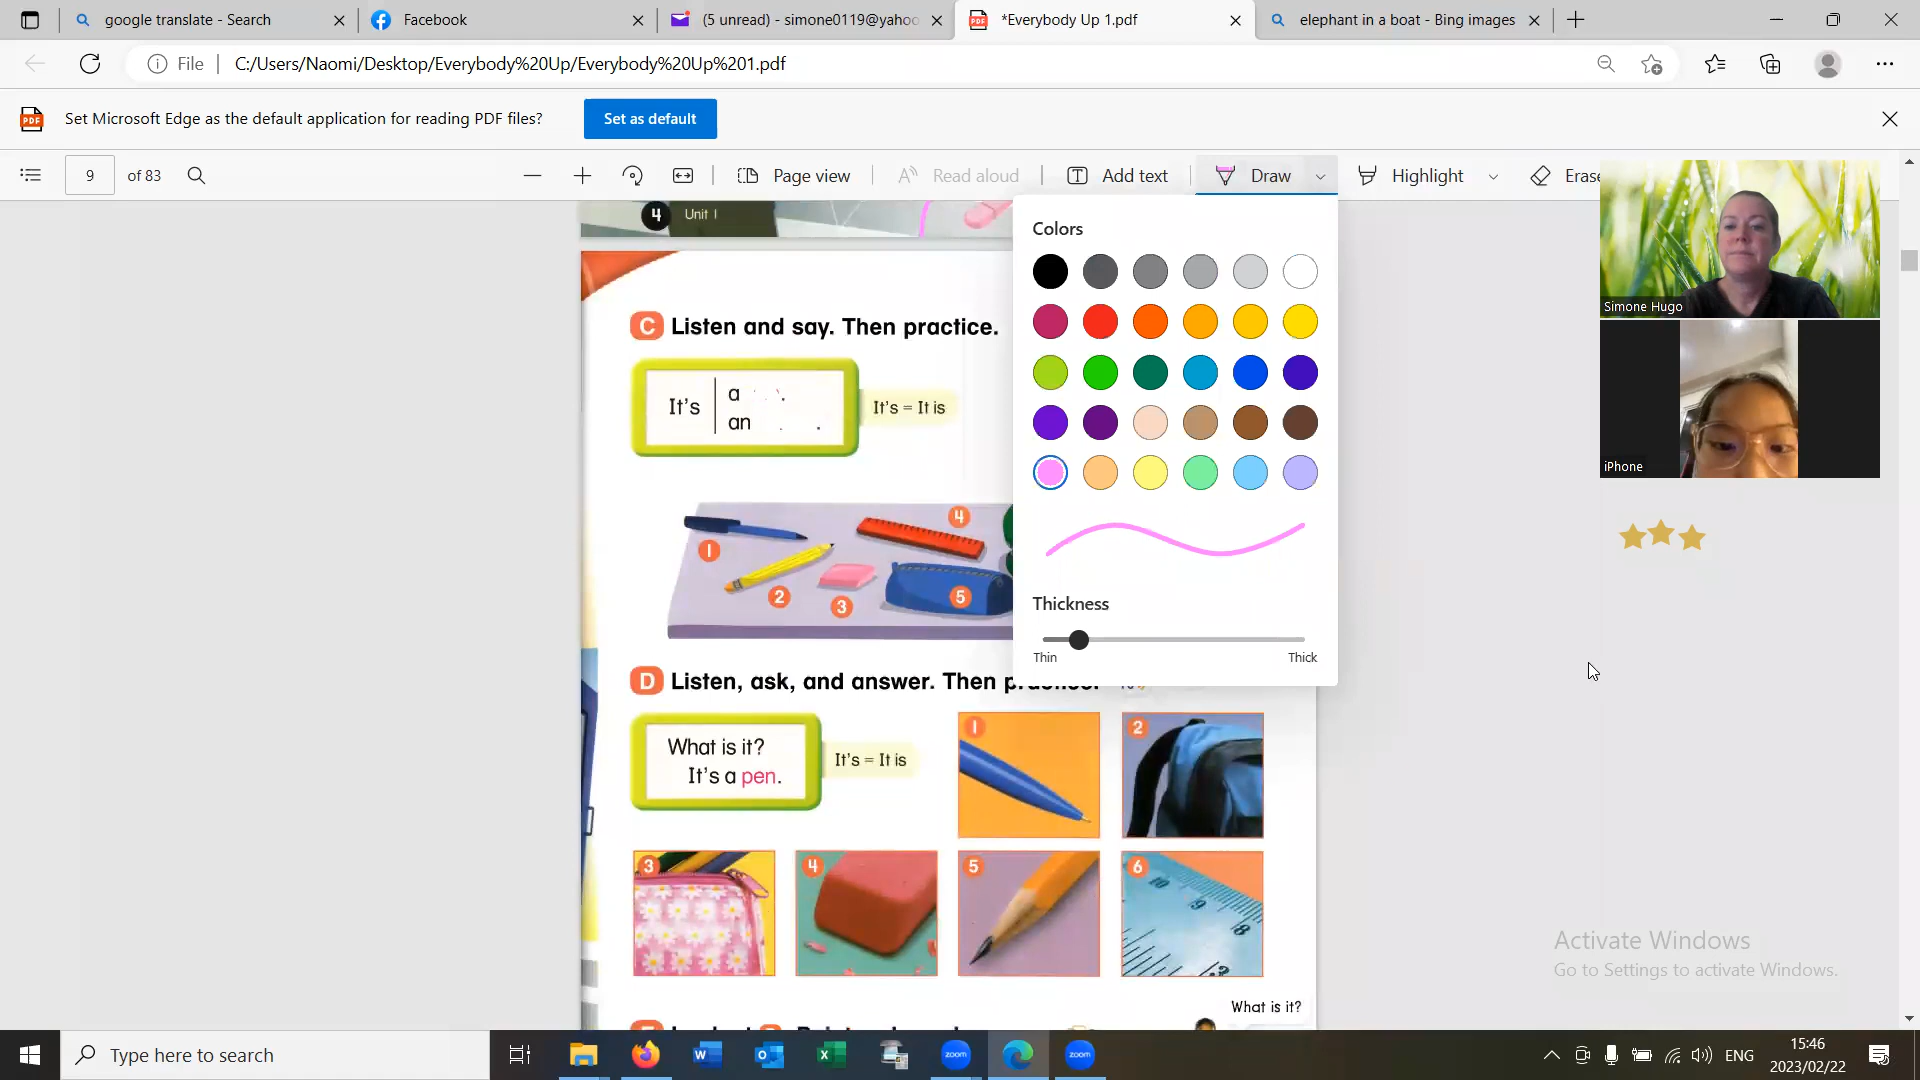 google translate - Search
Facebook
(5 unread) - simone0119@yahoo
*Everybody Up 1.pdf
elephant in a boat - Bing images
File
C:/Users/Naomi/Desktop/Everybody%20Up/Everybody%20Up%201.pdf
Set Microsoft Edge as the default application for reading PDF files?
Set as default
9 of 83
Page view
Read aloud
Add text
Draw
Highlight
Erase
4 Unit 1
Colors
Thickness
Thin
Thick
C Listen and say. Then practice.
It's
a
an
It's = It is
1
2
3
4
5
D Listen, ask, and answer. Then practice.
What is it?
It's a pen.
It's = It is
1
2
3
4
5
6
10 9 8
What is it?
Simone Hugo
iPhone
Activate Windows
Go to Settings to activate Windows.
Type here to search
zoom
zoom
ENG
15:46
2023/02/22